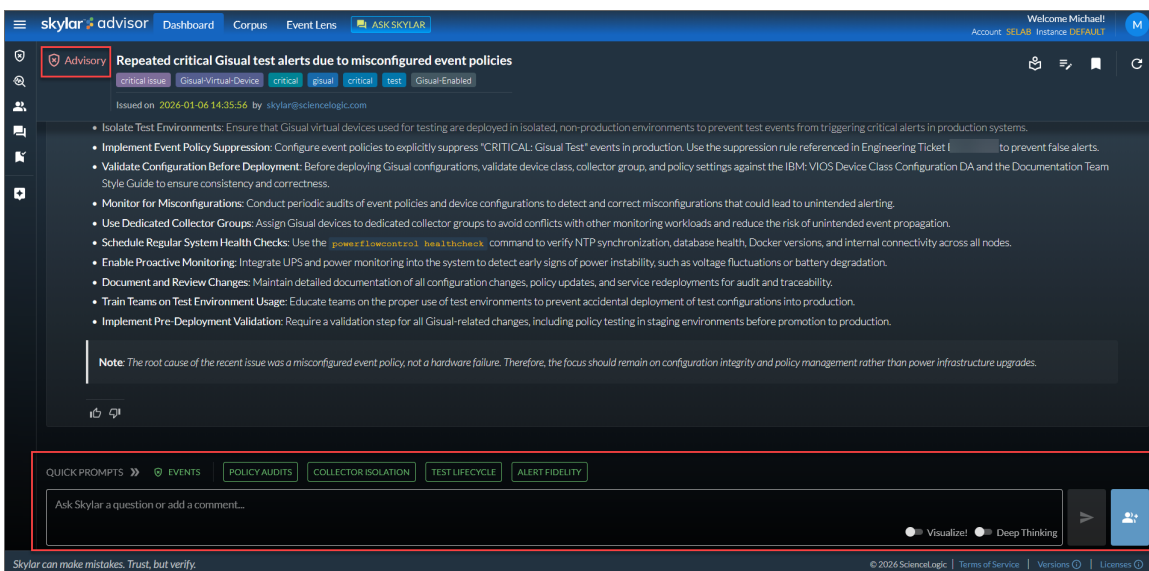 skylar advisor Dashboard Corpus Event Lens ASK SKYLAR
Welcome Michael!
Account SELAB Instance DEFAULT
M
Advisory Repeated critical Gisual test alerts due to misconfigured event policies
critical issue Gisual-Virtual-Device critical gisual critical test Gisual-Enabled
Issued on 2026-01-06 14:35:56 by skylar@sciencelogic.com
• Isolate Test Environments: Ensure that Gisual virtual devices used for testing are deployed in isolated, non-production environments to prevent test events from triggering critical alerts in production systems.
• Implement Event Policy Suppression: Configure event policies to explicitly suppress "CRITICAL: Gisual Test" events in production. Use the suppression rule referenced in Engineering Ticket to prevent false alerts.
• Validate Configuration Before Deployment: Before deploying Gisual configurations, validate device class, collector group, and policy settings against the IBM: VIOS Device Class Configuration DA and the Documentation Team
Style Guide to ensure consistency and correctness.
• Monitor for Misconfigurations: Conduct periodic audits of event policies and device configurations to detect and correct misconfigurations that could lead to unintended alerting.
• Use Dedicated Collector Groups: Assign Gisual devices to dedicated collector groups to avoid conflicts with other monitoring workloads and reduce the risk of unintended event propagation.
• Schedule Regular System Health Checks: Use the powerflowcontrol healthcheck command to verify NTP synchronization, database health, Docker versions, and internal connectivity across all nodes.
• Enable Proactive Monitoring: Integrate UPS and power monitoring into the system to detect early signs of power instability, such as voltage fluctuations or battery degradation.
• Document and Review Changes: Maintain detailed documentation of all configuration changes, policy updates, and service redeployments for audit and traceability.
• Train Teams on Test Environment Usage: Educate teams on the proper use of test environments to prevent accidental deployment of test configurations into production.
• Implement Pre-Deployment Validation: Require a validation step for all Gisual-related changes, including policy testing in staging environments before promotion to production.
Note: The root cause of the recent issue was a misconfigured event policy, not a hardware failure. Therefore, the focus should remain on configuration integrity and policy management rather than power infrastructure upgrades.
QUICK PROMPTS EVENTS POLICY AUDITS COLLECTOR ISOLATION TEST LIFECYCLE ALERT FIDELITY
Ask Skylar a question or add a comment...
Visualize! Deep Thinking
Skylar can make mistakes. Trust, but verify.
© 2026 ScienceLogic | Terms of Service | Versions | Licenses